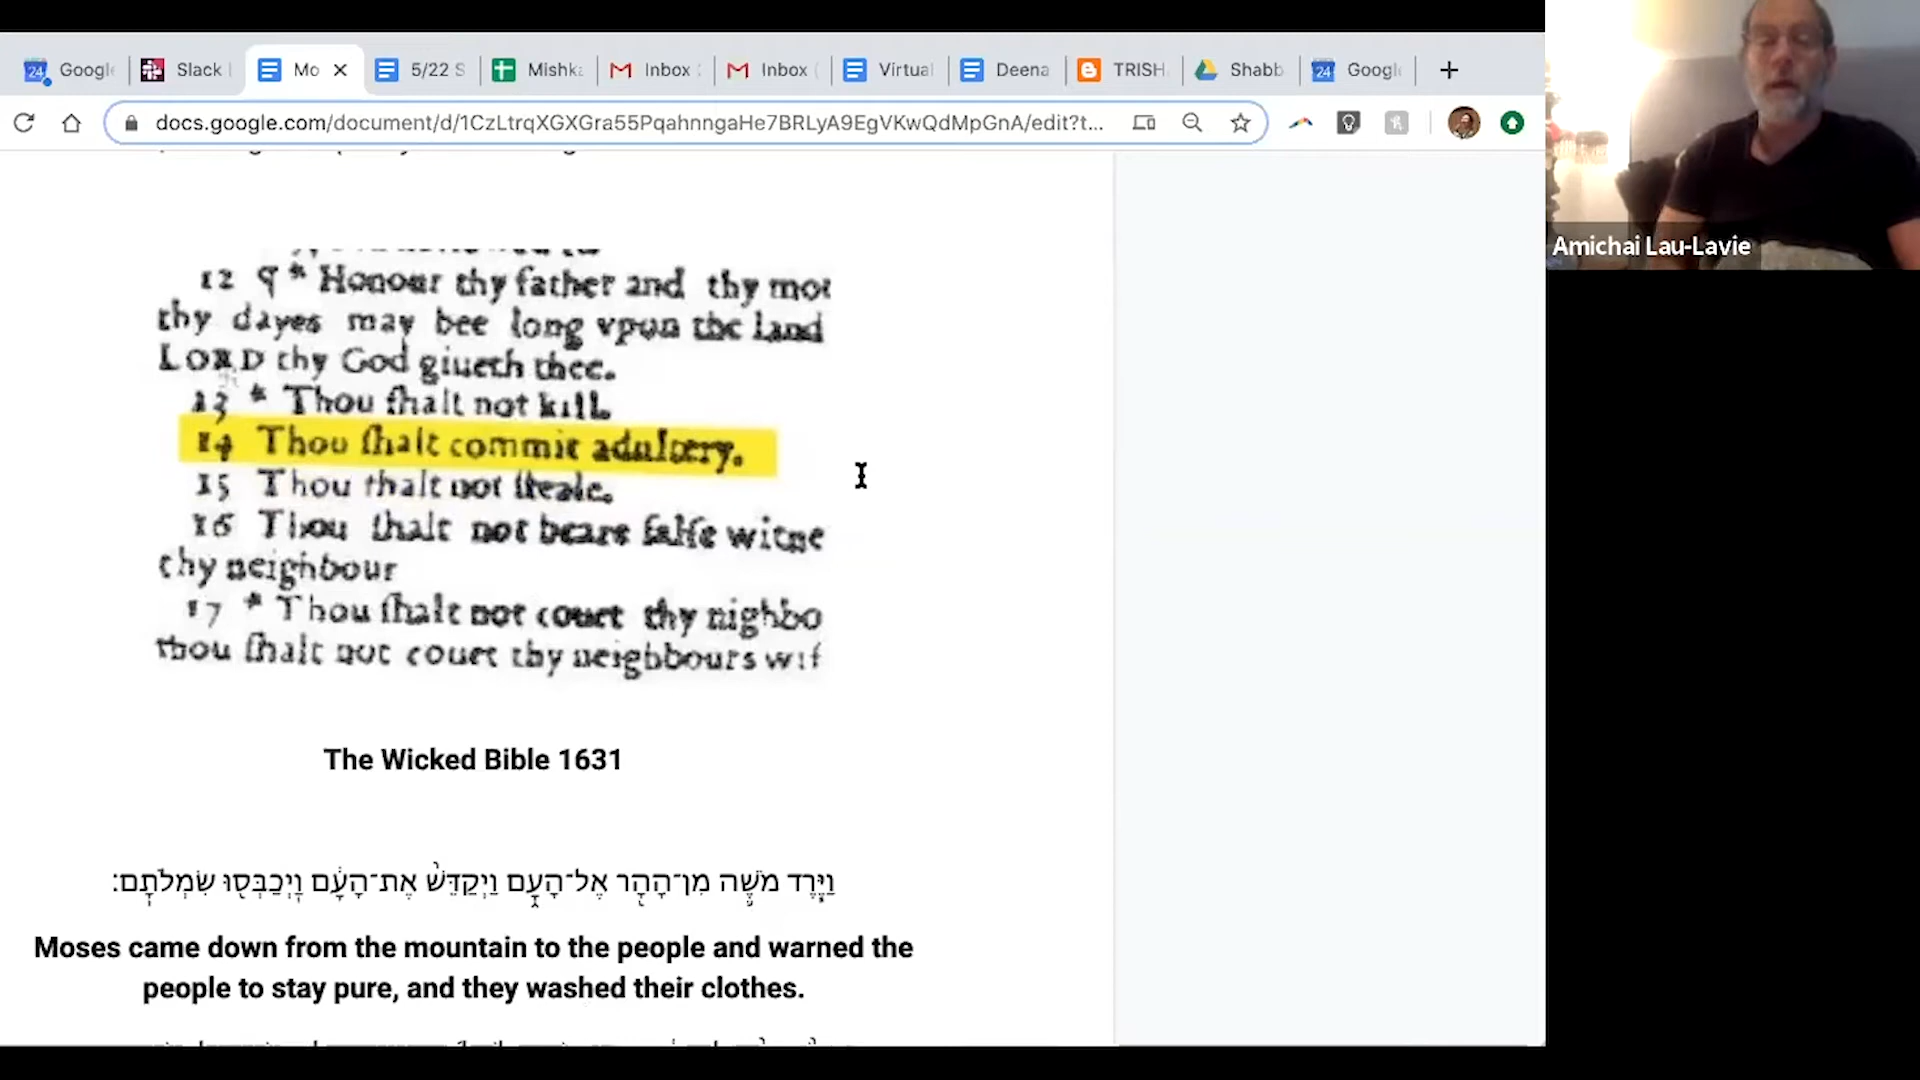 Googl
Slack
Mo
5/22 S
Mishka
Inbox
Inbox
Virtual
Deena
TRISH
Shabb
Googl
docs.google.com/document/d/1CzLtrqXGXGra55PqahnngaHe7BRLyA9EgVKwQdMpGnA/edit?t...
Amichai Lau-Lavie
12 ¶ * Honour thy father and thy mot
thy dayes may bee long vpon the land
LORD thy God giueth thee.
13 * Thou ſhalt not kill.
14 Thou ſhalt commit adultery.
15 Thou ſhalt not ſteale.
16 Thou ſhalt not beare falſe witne
thy neighbour
17 * Thou ſhalt not couet thy nighbo
thou ſhalt not couet thy neighbours wif
The Wicked Bible 1631
וַיֵּ֧רֶד מֹשֶׁ֛ה מִן־הָהָ֖ר אֶל־הָעָ֑ם וַיְקַדֵּשׁ֙ אֶת־הָעָ֔ם וַֽיְכַבְּס֖וּ שִׂמְלֹתָֽם׃
Moses came down from the mountain to the people and warned the
people to stay pure, and they washed their clothes.